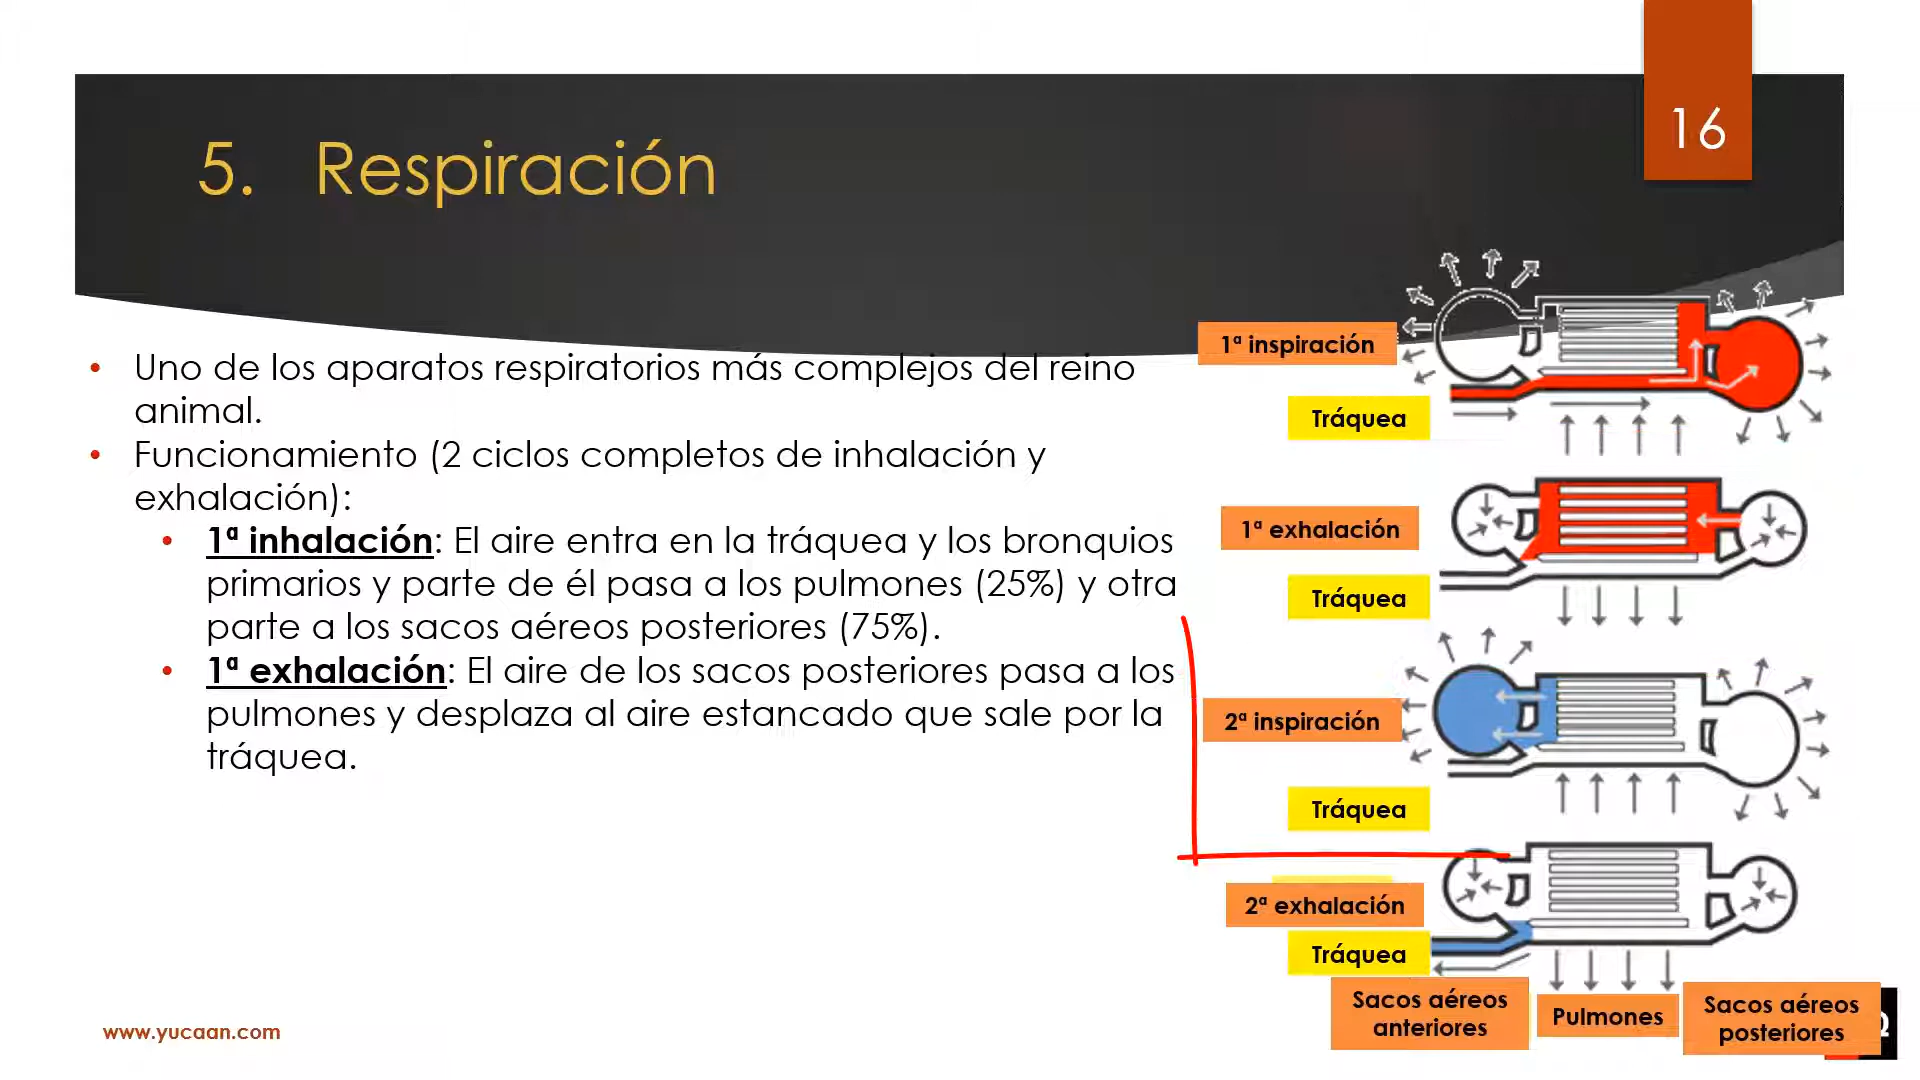 16
5. Respiración
• Uno de los aparatos respiratorios más complejos del reino
animal.
• Funcionamiento (2 ciclos completos de inhalación y
exhalación):
• 1ª inhalación: El aire entra en la tráquea y los bronquios
primarios y parte de él pasa a los pulmones (25%) y otra
parte a los sacos aéreos posteriores (75%).
• 1ª exhalación: El aire de los sacos posteriores pasa a los
pulmones y desplaza al aire estancado que sale por la
tráquea.
1ª inspiración
Tráquea
1ª exhalación
Tráquea
2ª inspiración
Tráquea
2ª exhalación
Tráquea
Sacos aéreos
anteriores
Pulmones
Sacos aéreos
posteriores
www.yucaan.com